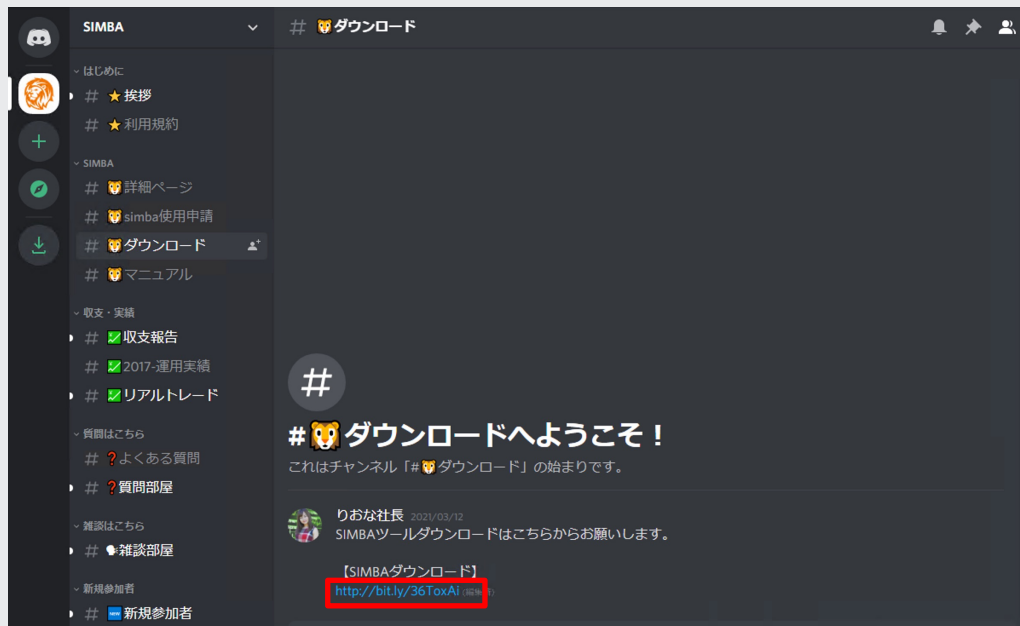 SIMBA
はじめに
# ⭐挨拶
# ⭐利用規約
SIMBA
# 🦁詳細ページ
# 🦁simba使用申請
# 🦁ダウンロード
# 🦁マニュアル
収支・実績
# 💹収支報告
# 💹2017-運用実績
# 💹リアルトレード
質問はこちら
# ❓よくある質問
# ❓質問部屋
雑談はこちら
# 🗣雑談部屋
新規参加者
# 🆕新規参加者
# 🦁ダウンロード
#
#🦁ダウンロードへようこそ！
これはチャンネル「#🦁ダウンロード」の始まりです。
りおな社長 2021/03/12
SIMBAツールダウンロードはこちらからお願いします。
【SIMBAダウンロード】
http://bit.ly/36ToxAi (編集済)